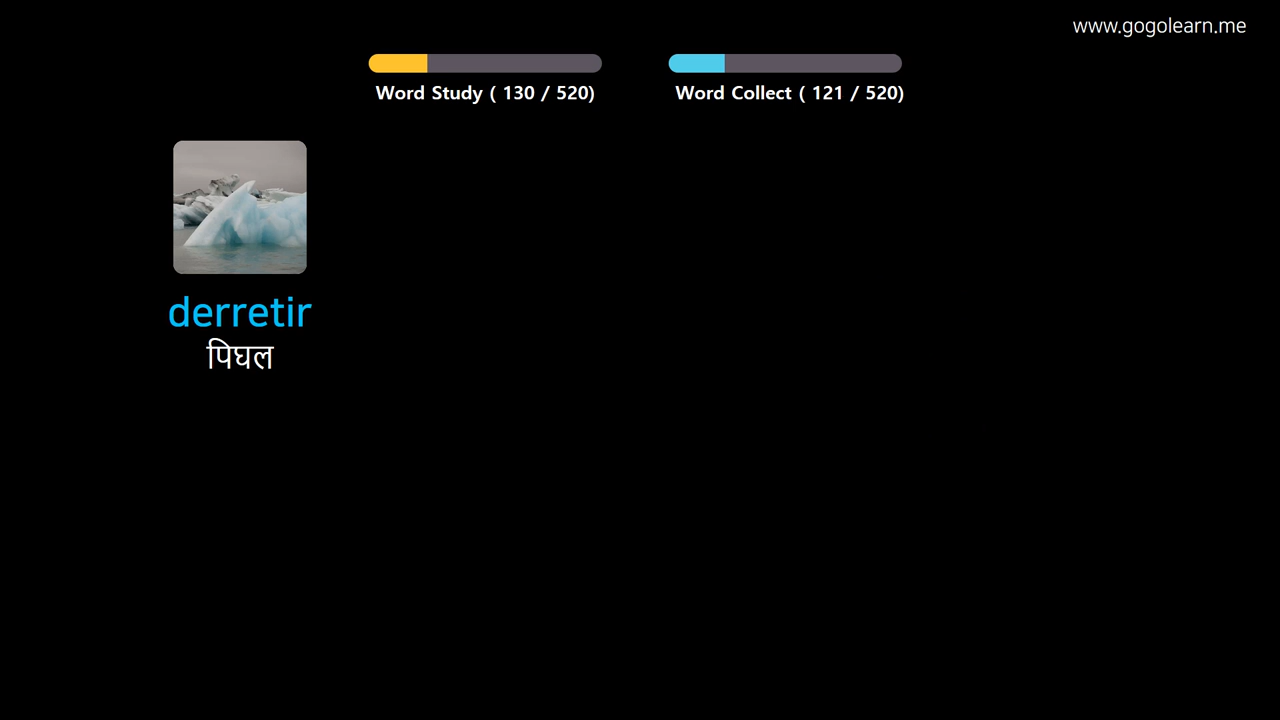 www.gogolearn.me
Word Study ( 130 / 520)
Word Collect ( 121 / 520)
derretir
पिघल